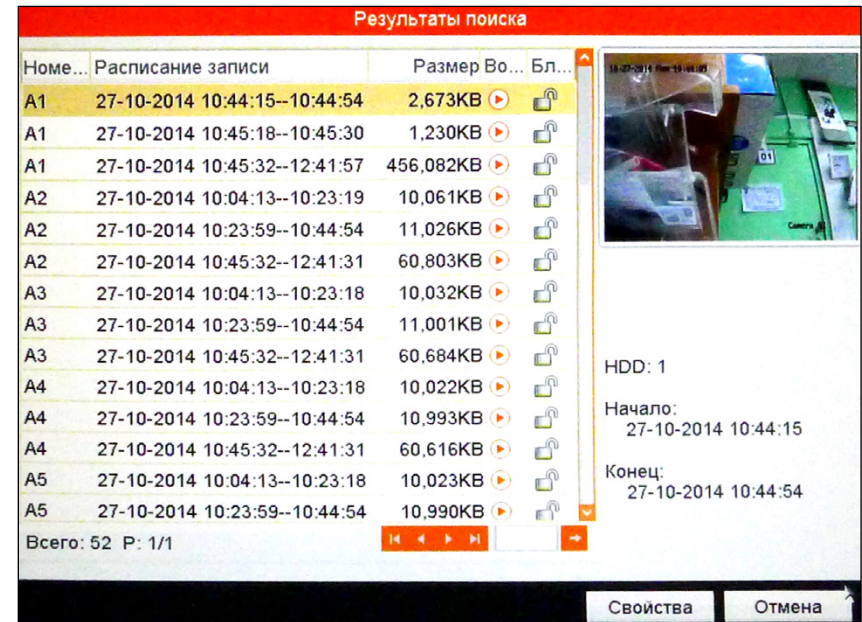 Результаты поиска
Номе... Расписание записи Размер Во... Бл...
A1 27-10-2014 10:44:15--10:44:54 2,673KB
A1 27-10-2014 10:45:18--10:45:30 1,230KB
A1 27-10-2014 10:45:32--12:41:57 456,082KB
A2 27-10-2014 10:04:13--10:23:19 10,061KB
A2 27-10-2014 10:23:59--10:44:54 11,026KB
A2 27-10-2014 10:45:32--12:41:31 60,803KB
A3 27-10-2014 10:04:13--10:23:18 10,032KB
A3 27-10-2014 10:23:59--10:44:54 11,001KB
A3 27-10-2014 10:45:32--12:41:31 60,684KB
A4 27-10-2014 10:04:13--10:23:18 10,022KB
A4 27-10-2014 10:23:59--10:44:54 10,993KB
A4 27-10-2014 10:45:32--12:41:31 60,616KB
A5 27-10-2014 10:04:13--10:23:18 10,023KB
A5 27-10-2014 10:23:59--10:44:54 10,990KB
Всего: 52 P: 1/1
10-27-2014
01
Camera
HDD: 1
Начало:
27-10-2014 10:44:15
Конец:
27-10-2014 10:44:54
Свойства Отмена